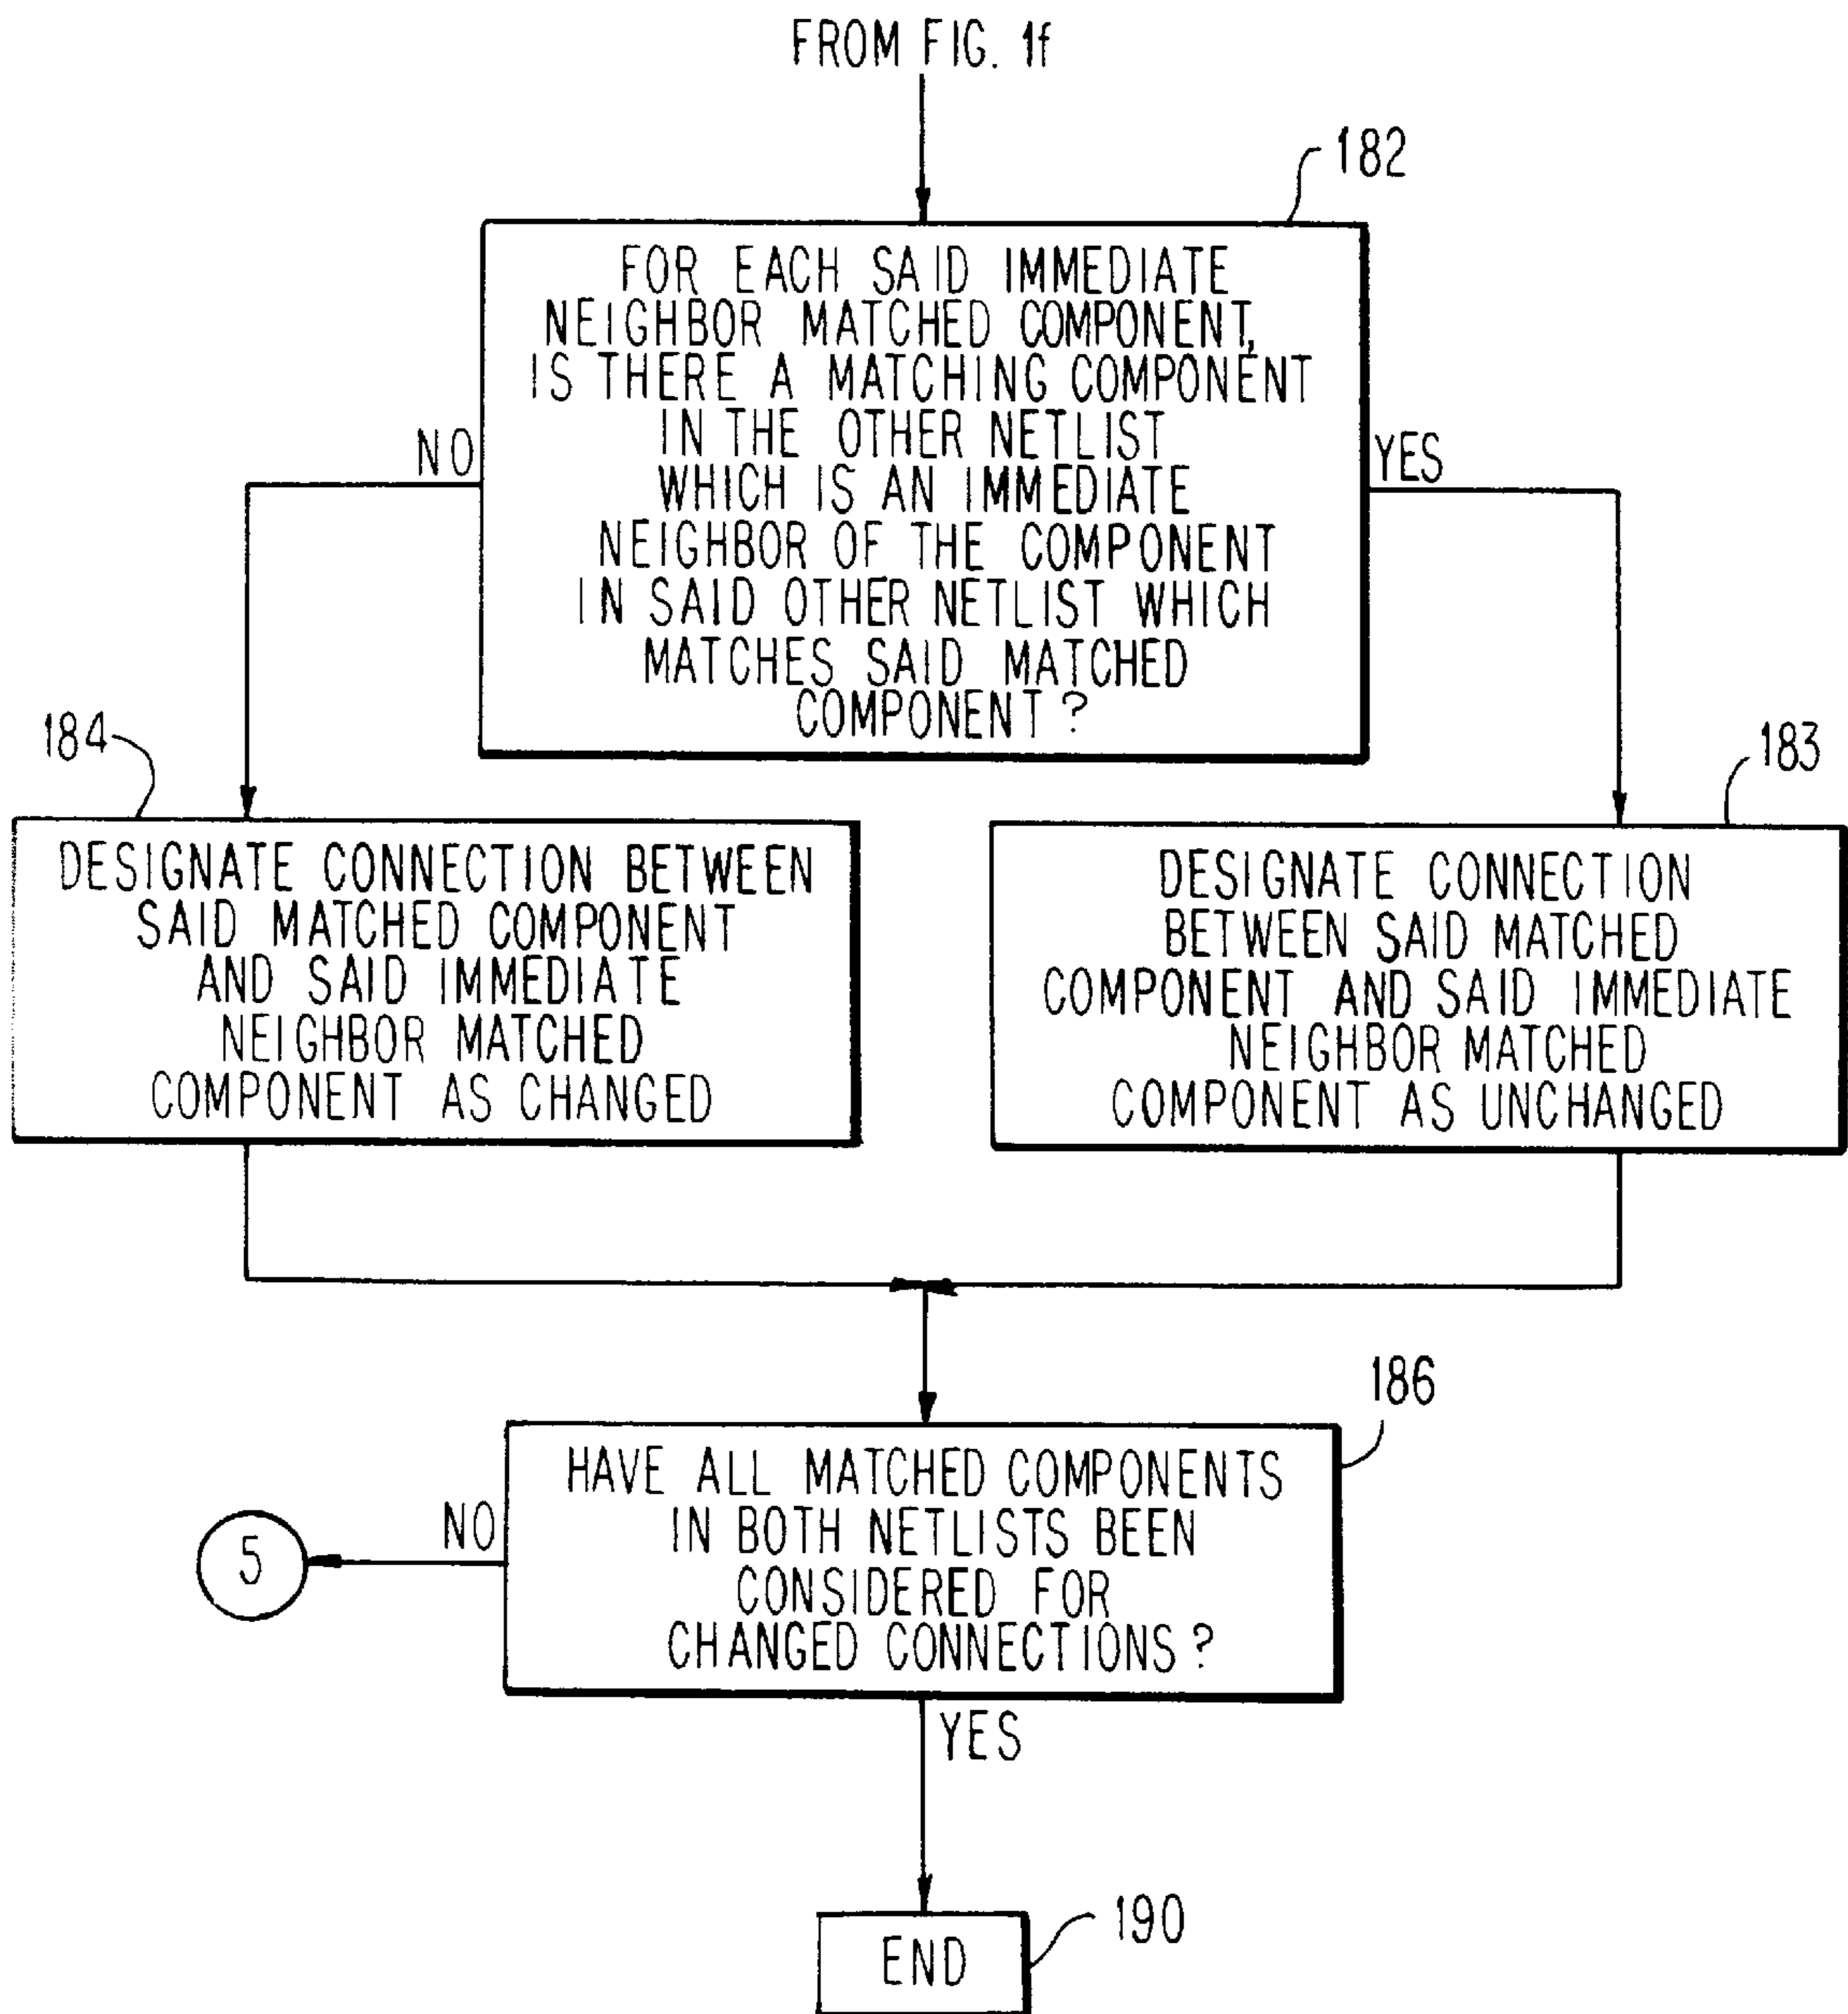 FROM FIG. 1f
182
FOR EACH SAID IMMEDIATE
NEIGHBOR MATCHED COMPONENT,
IS THERE A MATCHING COMPONENT
IN THE OTHER NETLIST
WHICH IS AN IMMEDIATE
NEIGHBOR OF THE COMPONENT
IN SAID OTHER NETLIST WHICH
MATCHES SAID MATCHED
COMPONENT?
NO
YES
184
DESIGNATE CONNECTION BETWEEN
SAID MATCHED COMPONENT
AND SAID IMMEDIATE
NEIGHBOR MATCHED
COMPONENT AS CHANGED
183
DESIGNATE CONNECTION
BETWEEN SAID MATCHED
COMPONENT AND SAID IMMEDIATE
NEIGHBOR MATCHED
COMPONENT AS UNCHANGED
186
HAVE ALL MATCHED COMPONENTS
IN BOTH NETLISTS BEEN
CONSIDERED FOR
CHANGED CONNECTIONS?
NO
5
YES
END
190